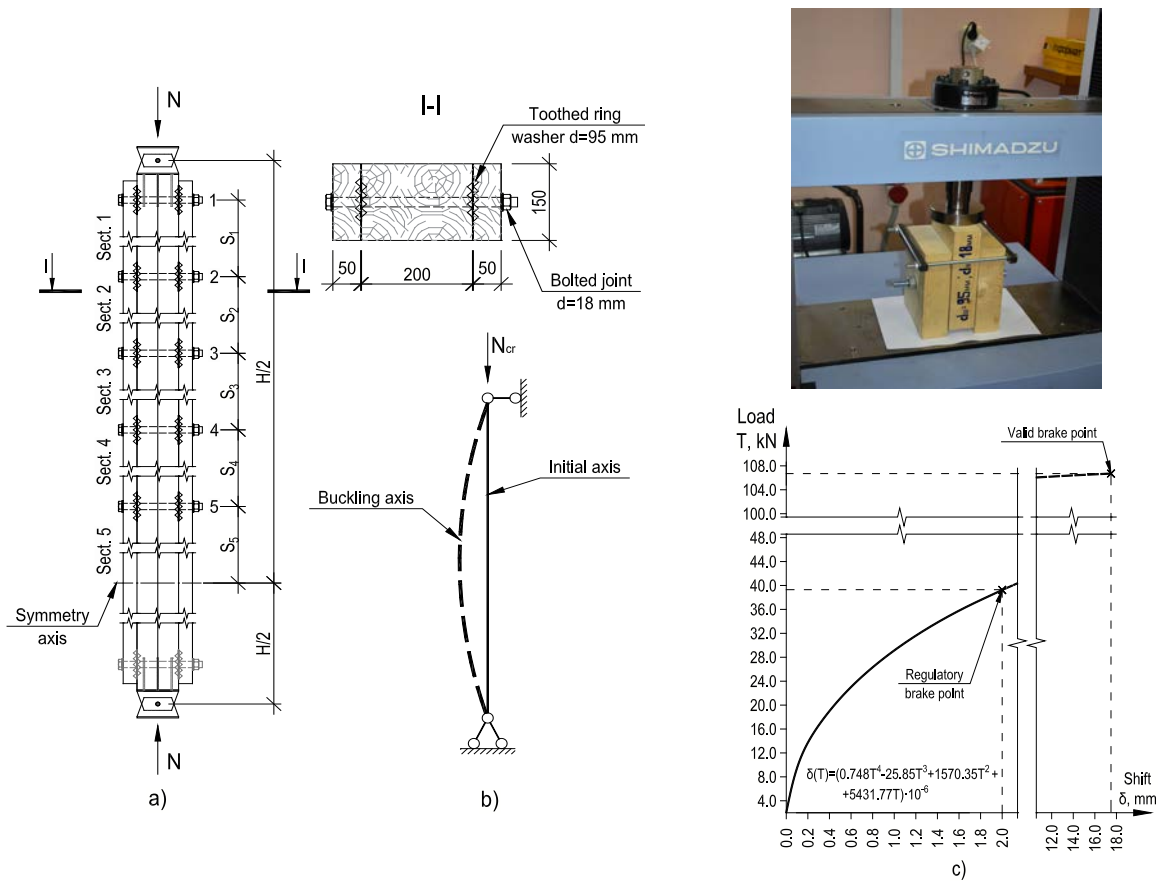 N
1
2
3
4
5
Sect. 1
Sect. 2
Sect. 3
Sect. 4
Sect. 5
S1
S2
S3
S4
S5
I
I
H/2
H/2
Symmetry
axis
N
a)
I-I
Toothed ring
washer d=95 mm
150
50
200
50
Bolted joint
d=18 mm
Ncr
Initial axis
Buckling axis
b)
SHIMADZU
d=95мм; d=18мм
Load
T, kN
108.0
104.0
100.0
48.0
44.0
40.0
36.0
32.0
28.0
24.0
20.0
16.0
12.0
8.0
4.0
Valid brake point
Regulatory
brake point
δ(T)=(0.748T⁴-25.85T³+1570.35T²+
+5431.77T)·10⁻⁶
Shift
δ, mm
0.0
0.2
0.4
0.6
0.8
1.0
1.2
1.4
1.6
1.8
2.0
12.0
14.0
16.0
18.0
c)